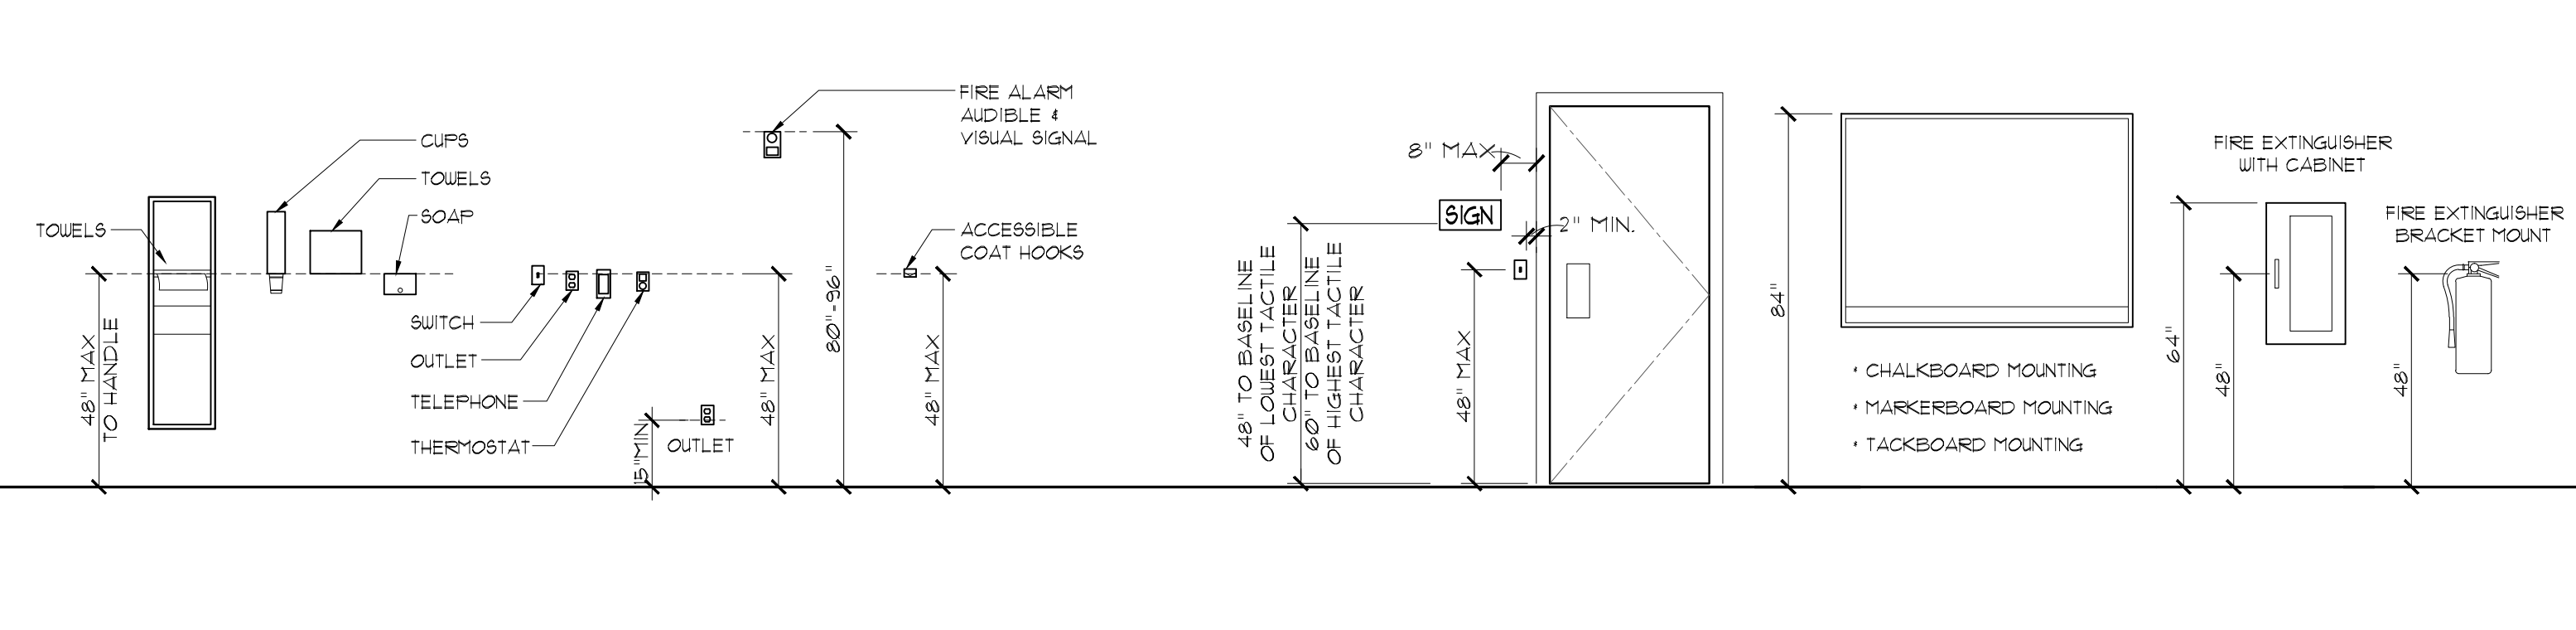 TOWELS
48" MAX
TO HANDLE
CUPS
TOWELS
SOAP
SWITCH
OUTLET
TELEPHONE
THERMOSTAT
15"MIN
OUTLET
48" MAX
80"-96"
FIRE ALARM
AUDIBLE &
VISUAL SIGNAL
ACCESSIBLE
COAT HOOKS
48" MAX
48" TO BASELINE
OF LOWEST TACTILE
CHARACTER
60" TO BASELINE
OF HIGHEST TACTILE
CHARACTER
8" MAX
SIGN
2" MIN.
48" MAX
84"
* CHALKBOARD MOUNTING
* MARKERBOARD MOUNTING
* TACKBOARD MOUNTING
FIRE EXTINGUISHER
WITH CABINET
64"
48"
FIRE EXTINGUISHER
BRACKET MOUNT
48"